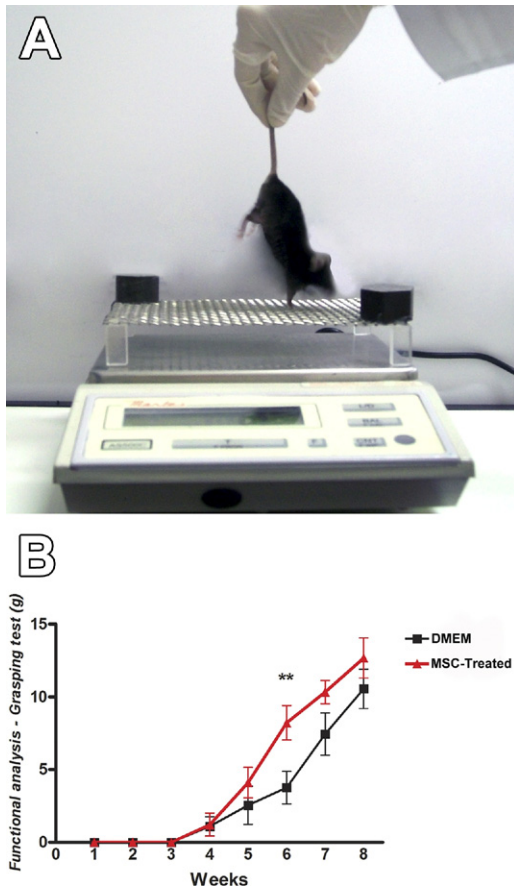 A
B
Functional analysis - Grasping test (g)
15
10
5
0
**
DMEM
MSC-Treated
0 1 2 3 4 5 6 7 8
Weeks